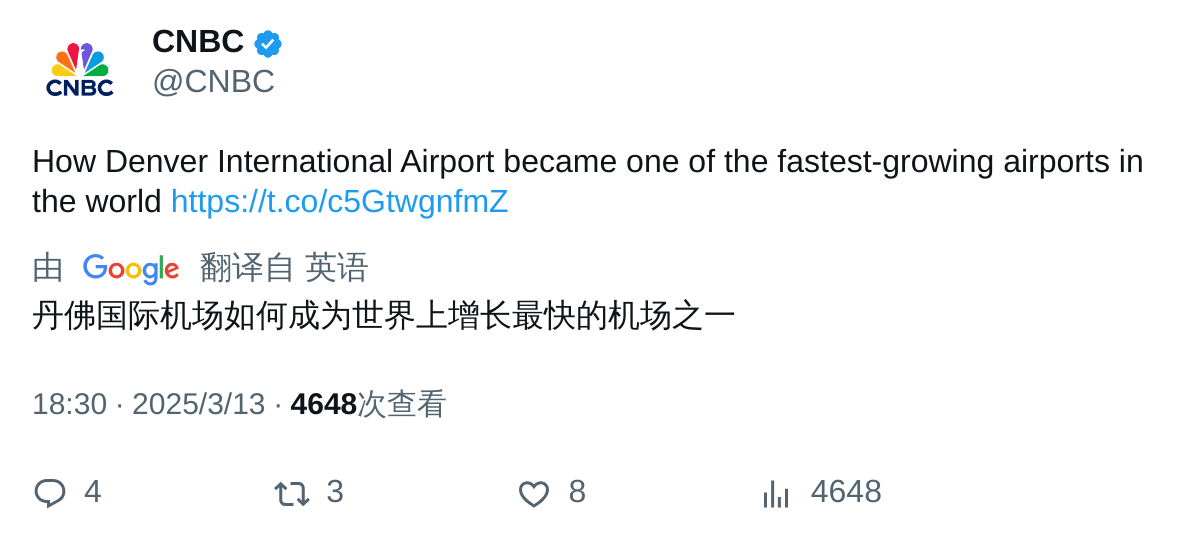 CNBC
CNBC
@CNBC
How Denver International Airport became one of the fastest-growing airports in
the world https://t.co/c5GtwgnfmZ
由 Google 翻译自 英语
丹佛国际机场如何成为世界上增长最快的机场之一
18:30 · 2025/3/13 · 4648次查看
4 3 8 4648